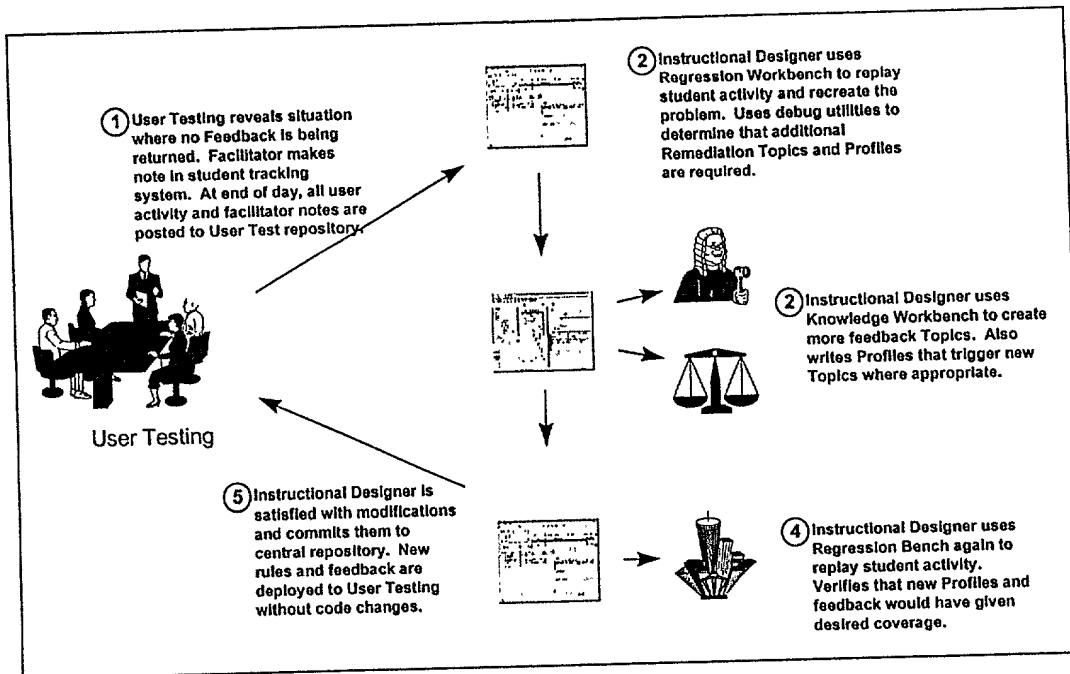 1 User Testing reveals situation
where no Feedback is being
returned. Facilitator makes
note in student tracking
system. At end of day, all user
activity and facilitator notes are
posted to User Test repository.
User Testing
2 Instructional Designer uses
Regression Workbench to replay
student activity and recreate the
problem. Uses debug utilities to
determine that additional
Remediation Topics and Profiles
are required.
2 Instructional Designer uses
Knowledge Workbench to create
more feedback Topics. Also
writes Profiles that trigger new
Topics where appropriate.
4 Instructional Designer uses
Regression Bench again to
replay student activity.
Verifies that new Profiles and
feedback would have given
desired coverage.
5 Instructional Designer is
satisfied with modifications
and commits them to
central repository. New
rules and feedback are
deployed to User Testing
without code changes.